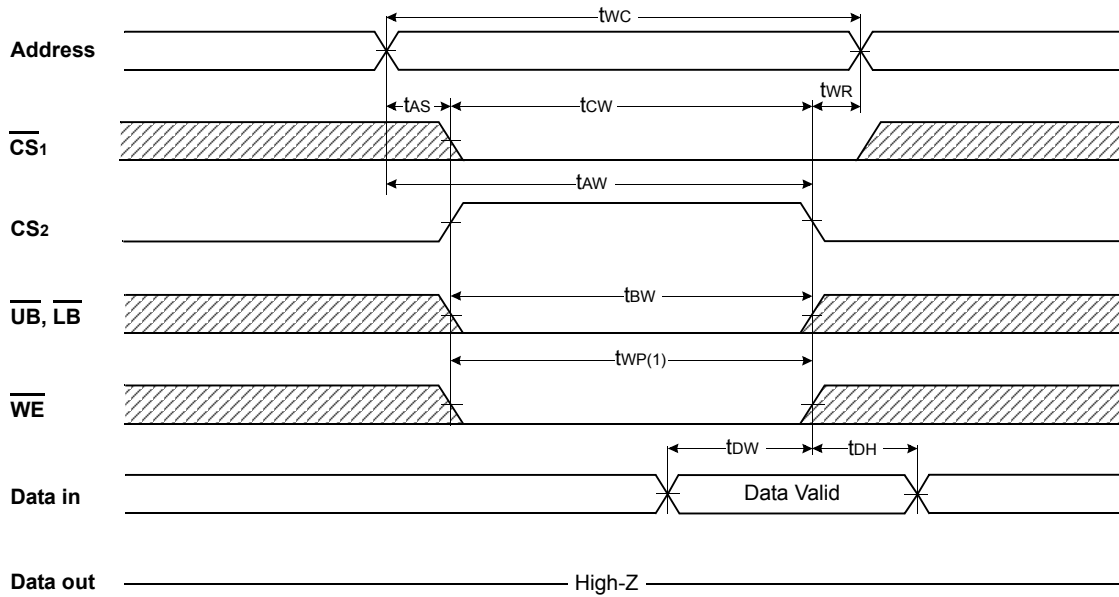 tWC
Address
tAS
tCW
tWR
CS1
tAW
CS2
tBW
UB, LB
tWP(1)
WE
tDW
tDH
Data in
Data Valid
Data out
High-Z